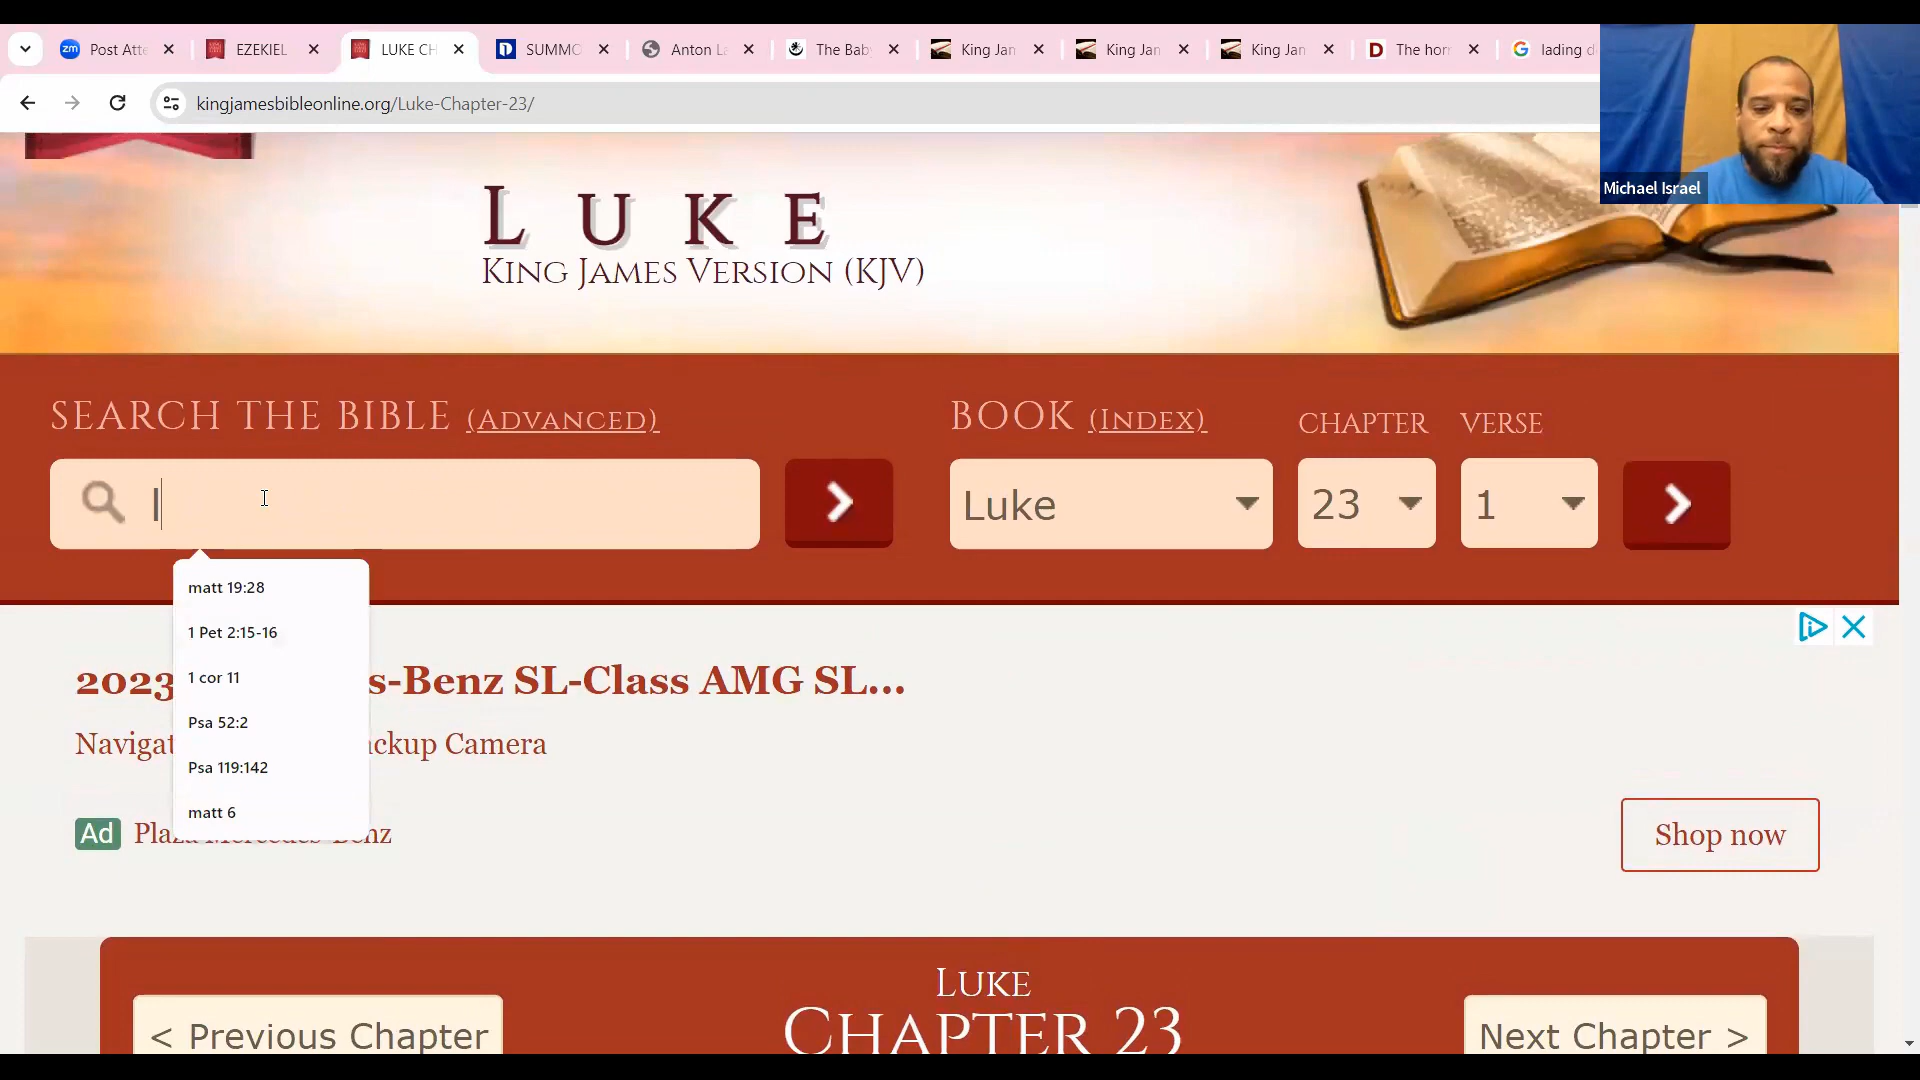 Post Atte
EZEKIEL
LUKE CH
SUMMO
Anton La
The Bab
King Jan
King Jan
King Jan
The horr
lading d
kingjamesbibleonline.org/Luke-Chapter-23/
Michael Israel
LUKE
KING JAMES VERSION (KJV)
SEARCH THE BIBLE (ADVANCED)
BOOK (INDEX)
CHAPTER
VERSE
l
Luke
23
1
matt 19:28
1 Pet 2:15-16
1 cor 11
Psa 52:2
Psa 119:142
matt 6
2023 s-Benz SL-Class AMG SL...
Navigat ckup Camera
Ad
Shop now
LUKE
CHAPTER 23
< Previous Chapter
Next Chapter >